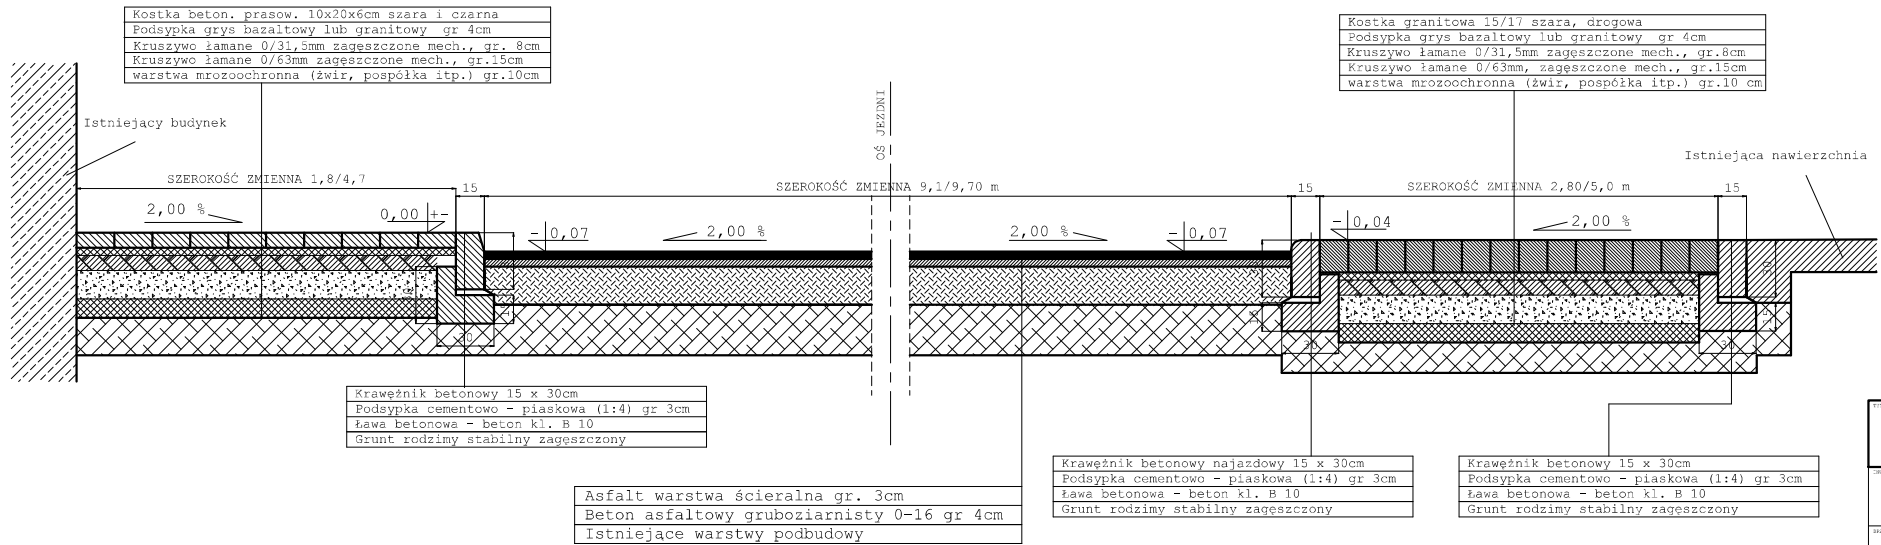 Kostka beton. prasow. 10x20x6cm szara i czarna
Podsypka grys bazaltowy lub granitowy gr 4cm
Kruszywo łamane 0/31,5mm zagęszczone mech., gr. 8cm
Kruszywo łamane 0/63mm zagęszczone mech., gr.15cm
warstwa mrozoochronna (żwir, pospółka itp.) gr.10cm
Kostka granitowa 15/17 szara, drogowa
Podsypka grys bazaltowy lub granitowy gr 4cm
Kruszywo łamane 0/31,5mm zagęszczone mech., gr.8cm
Kruszywo łamane 0/63mm, zagęszczone mech., gr.15cm
warstwa mrozoochronna (żwir, pospółka itp.) gr.10 cm
Istniejący budynek
OŚ JEZDNI
Istniejąca nawierzchnia
SZEROKOŚĆ ZMIENNA 1,8/4,7
15
SZEROKOŚĆ ZMIENNA 9,1/9,70 m
15
SZEROKOŚĆ ZMIENNA 2,80/5,0 m
15
2,00 %
0,00 +-
- 0,07
2,00 %
2,00 %
- 0,07
- 0,04
2,00 %
30
30
30
30
Krawężnik betonowy 15 x 30cm
Podsypka cementowo - piaskowa (1:4) gr 3cm
Ława betonowa - beton kl. B 10
Grunt rodzimy stabilny zagęszczony
Asfalt warstwa ścieralna gr. 3cm
Beton asfaltowy gruboziarnisty 0-16 gr 4cm
Istniejące warstwy podbudowy
Krawężnik betonowy najazdowy 15 x 30cm
Podsypka cementowo - piaskowa (1:4) gr 3cm
Ława betonowa - beton kl. B 10
Grunt rodzimy stabilny zagęszczony
Krawężnik betonowy 15 x 30cm
Podsypka cementowo - piaskowa (1:4) gr 3cm
Ława betonowa - beton kl. B 10
Grunt rodzimy stabilny zagęszczony